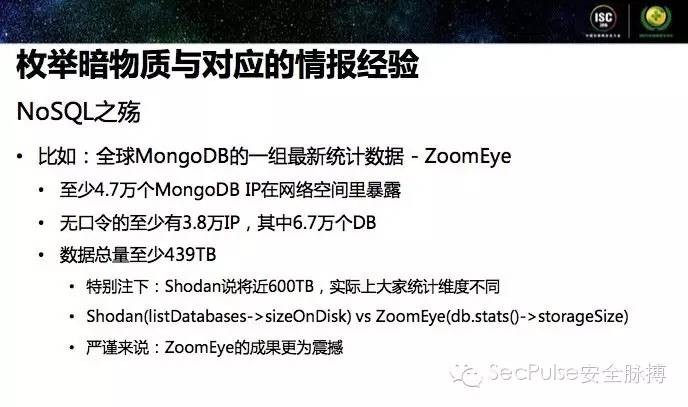 ISC
枚举暗物质与对应的情报经验
NoSQL之殇
• 比如：全球MongoDB的一组最新统计数据 - ZoomEye
• 至少4.7万个MongoDB IP在网络空间里暴露
• 无口令的至少有3.8万IP，其中6.7万个DB
• 数据总量至少439TB
• 特别注下：Shodan说将近600TB，实际上大家统计维度不同
• Shodan(listDatabases->sizeOnDisk) vs ZoomEye(db.stats()->storageSize)
• 严谨来说：ZoomEye的成果更为震撼
SecPulse安全脉搏